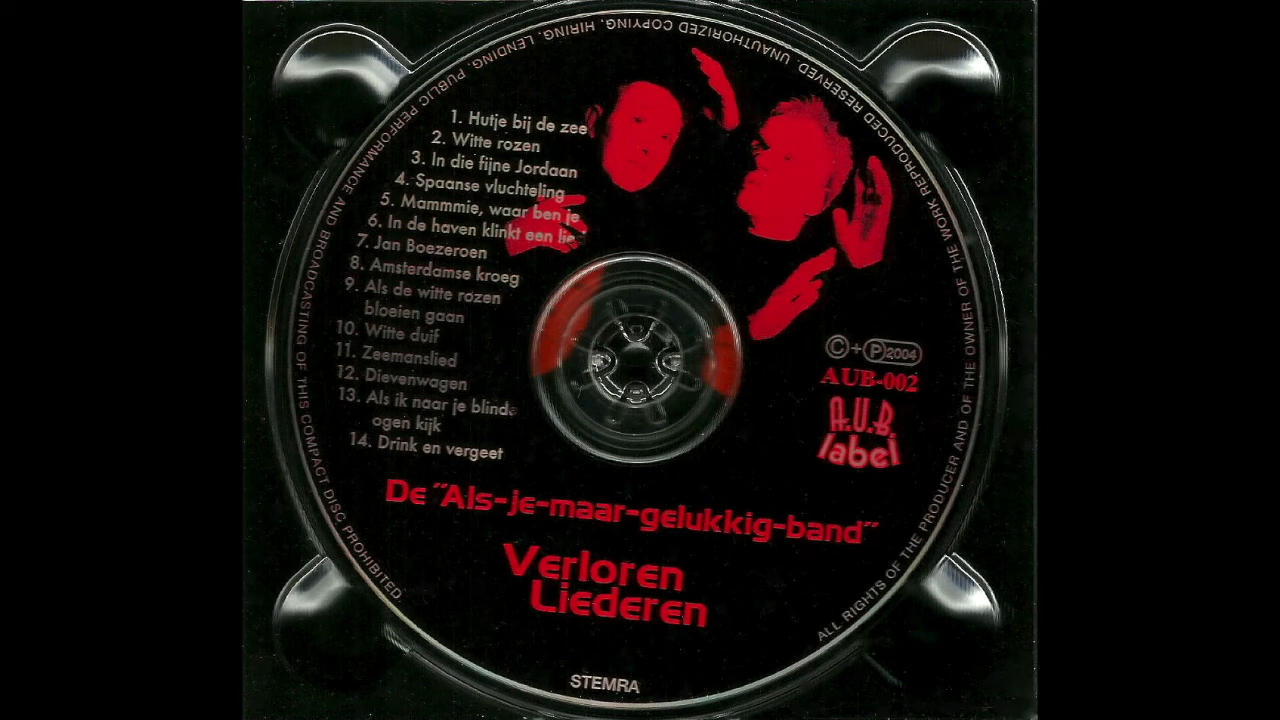 1. Hutje bij de zee
2. Witte rozen
3. In die fijne Jordaan
4. Spaanse vluchteling
5. Mammmie, waar ben je
6. In de haven klinkt een
7. Jan Boezeroen
8. Amsterdamse kroeg
9. Als de witte rozen
bloeien gaan
10. Witte duif
11. Zeemanslied
12. Dievenwagen
13. Als ik naar je blinde
ogen kijk
14. Drink en vergeet
C+P2004
AUB-002
A.U.B.
label
De "Als-je-maar-gelukkig-band"
Verloren
Liederen
STEMRA
ALL RIGHTS OF THE PRODUCER AND OF THE OWNER OF THE WORK REPRODUCED RESERVED. UNAUTHORIZED COPYING, HIRING, LENDING, PUBLIC PERFORMANCE AND BROADCASTING OF THIS COMPACT DISC PROHIBITED.